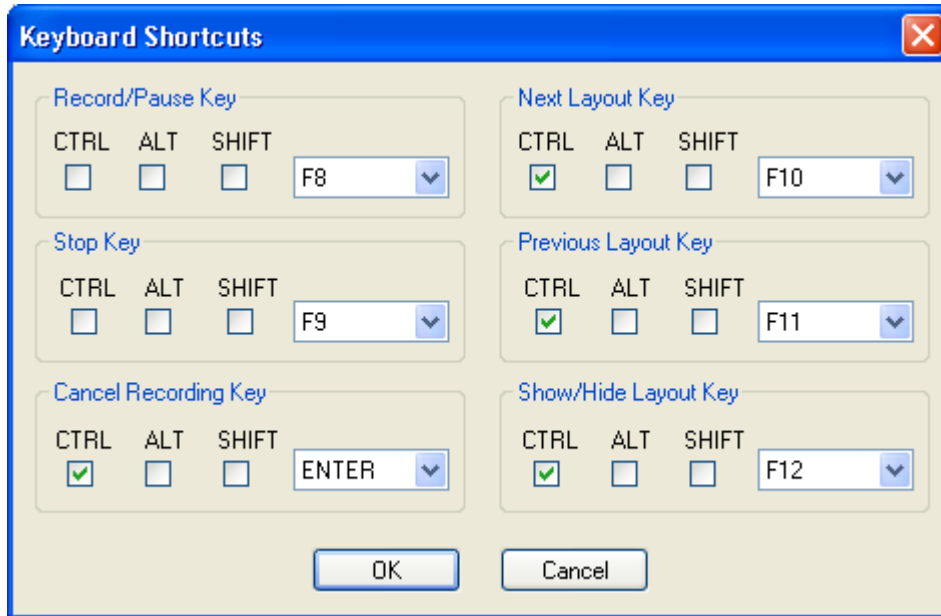 Keyboard Shortcuts
Record/Pause Key
CTRL ALT SHIFT
F8
Next Layout Key
CTRL ALT SHIFT
F10
Stop Key
CTRL ALT SHIFT
F9
Previous Layout Key
CTRL ALT SHIFT
F11
Cancel Recording Key
CTRL ALT SHIFT
ENTER
Show/Hide Layout Key
CTRL ALT SHIFT
F12
OK
Cancel